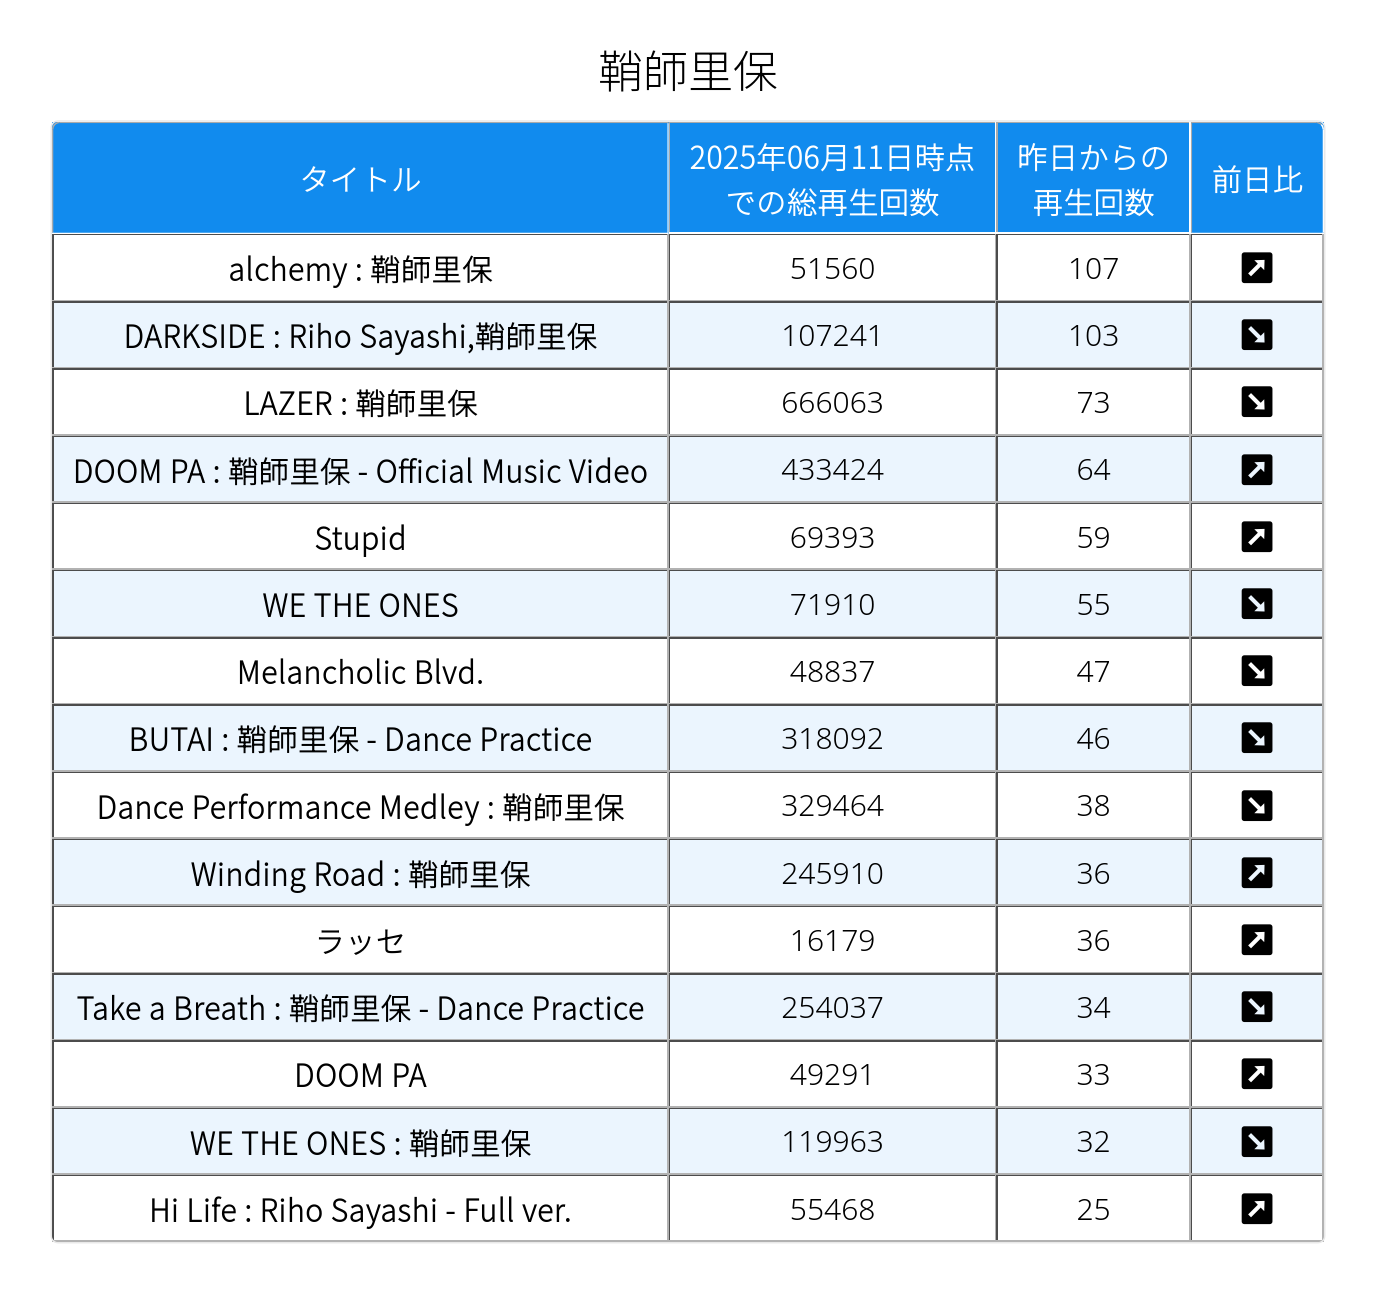 鞘師里保
タイトル 2025年06月11日時点 昨日からの 前日比
での総再生回数 再生回数
alchemy : 鞘師里保 51560 107 ↗
DARKSIDE : Riho Sayashi,鞘師里保 107241 103 ↘
LAZER : 鞘師里保 666063 73 ↘
DOOM PA : 鞘師里保 - Official Music Video 433424 64 ↗
Stupid 69393 59 ↗
WE THE ONES 71910 55 ↘
Melancholic Blvd. 48837 47 ↘
BUTAI : 鞘師里保 - Dance Practice 318092 46 ↘
Dance Performance Medley : 鞘師里保 329464 38 ↘
Winding Road : 鞘師里保 245910 36 ↗
ラッセ 16179 36 ↗
Take a Breath : 鞘師里保 - Dance Practice 254037 34 ↘
DOOM PA 49291 33 ↗
WE THE ONES : 鞘師里保 119963 32 ↘
Hi Life : Riho Sayashi - Full ver. 55468 25 ↗